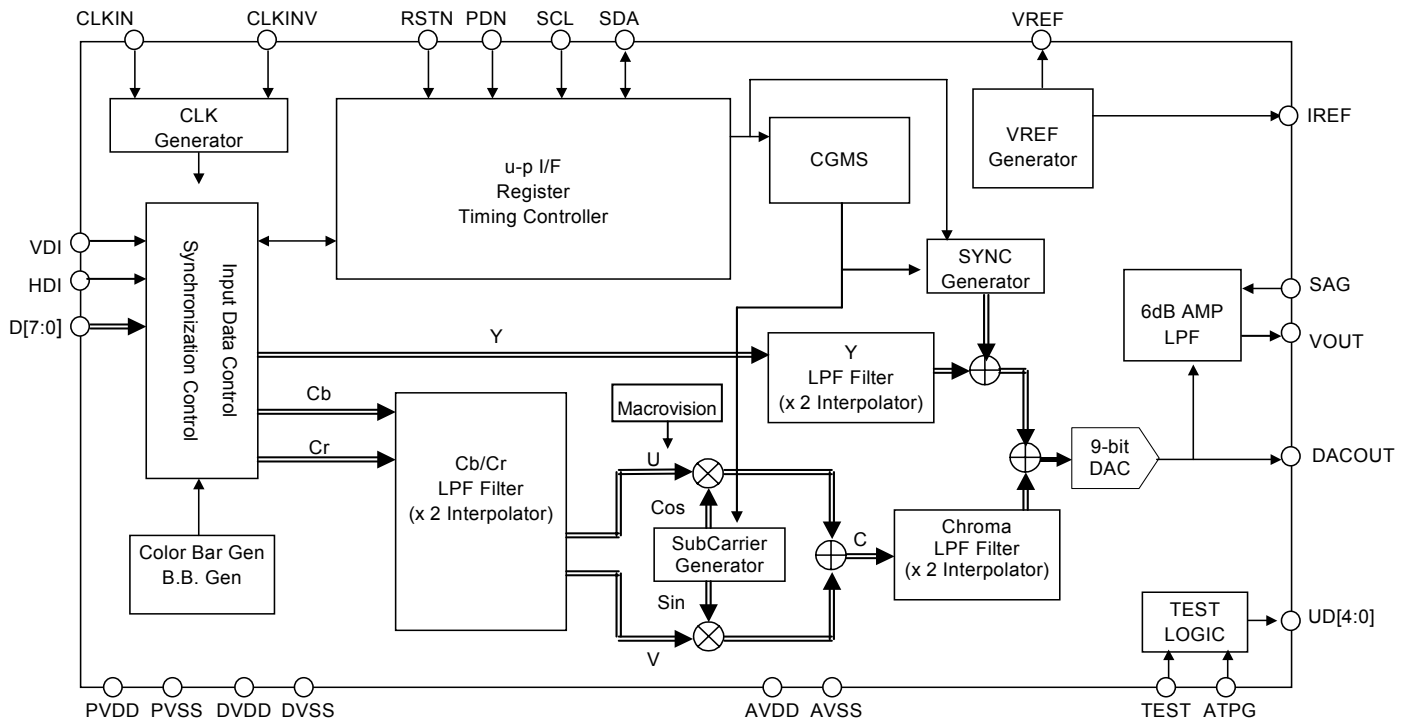 CLKIN CLKINV RSTN PDN SCL SDA VREF
CLK
Generator
u-p I/F
Register
Timing Controller
CGMS
VREF
Generator
IREF
VDI
HDI
D[7:0]
Input Data Control
Synchronization Control
SYNC
Generator
6dB AMP
LPF
SAG
VOUT
Y
Y
LPF Filter
(x 2 Interpolator)
Cb
Cr
Cb/Cr
LPF Filter
(x 2 Interpolator)
Macrovision
U
Cos
SubCarrier
Generator
Sin
V
C
Chroma
LPF Filter
(x 2 Interpolator)
9-bit
DAC
DACOUT
Color Bar Gen
B.B. Gen
TEST
LOGIC
UD[4:0]
PVDD PVSS DVDD DVSS AVDD AVSS TEST ATPG